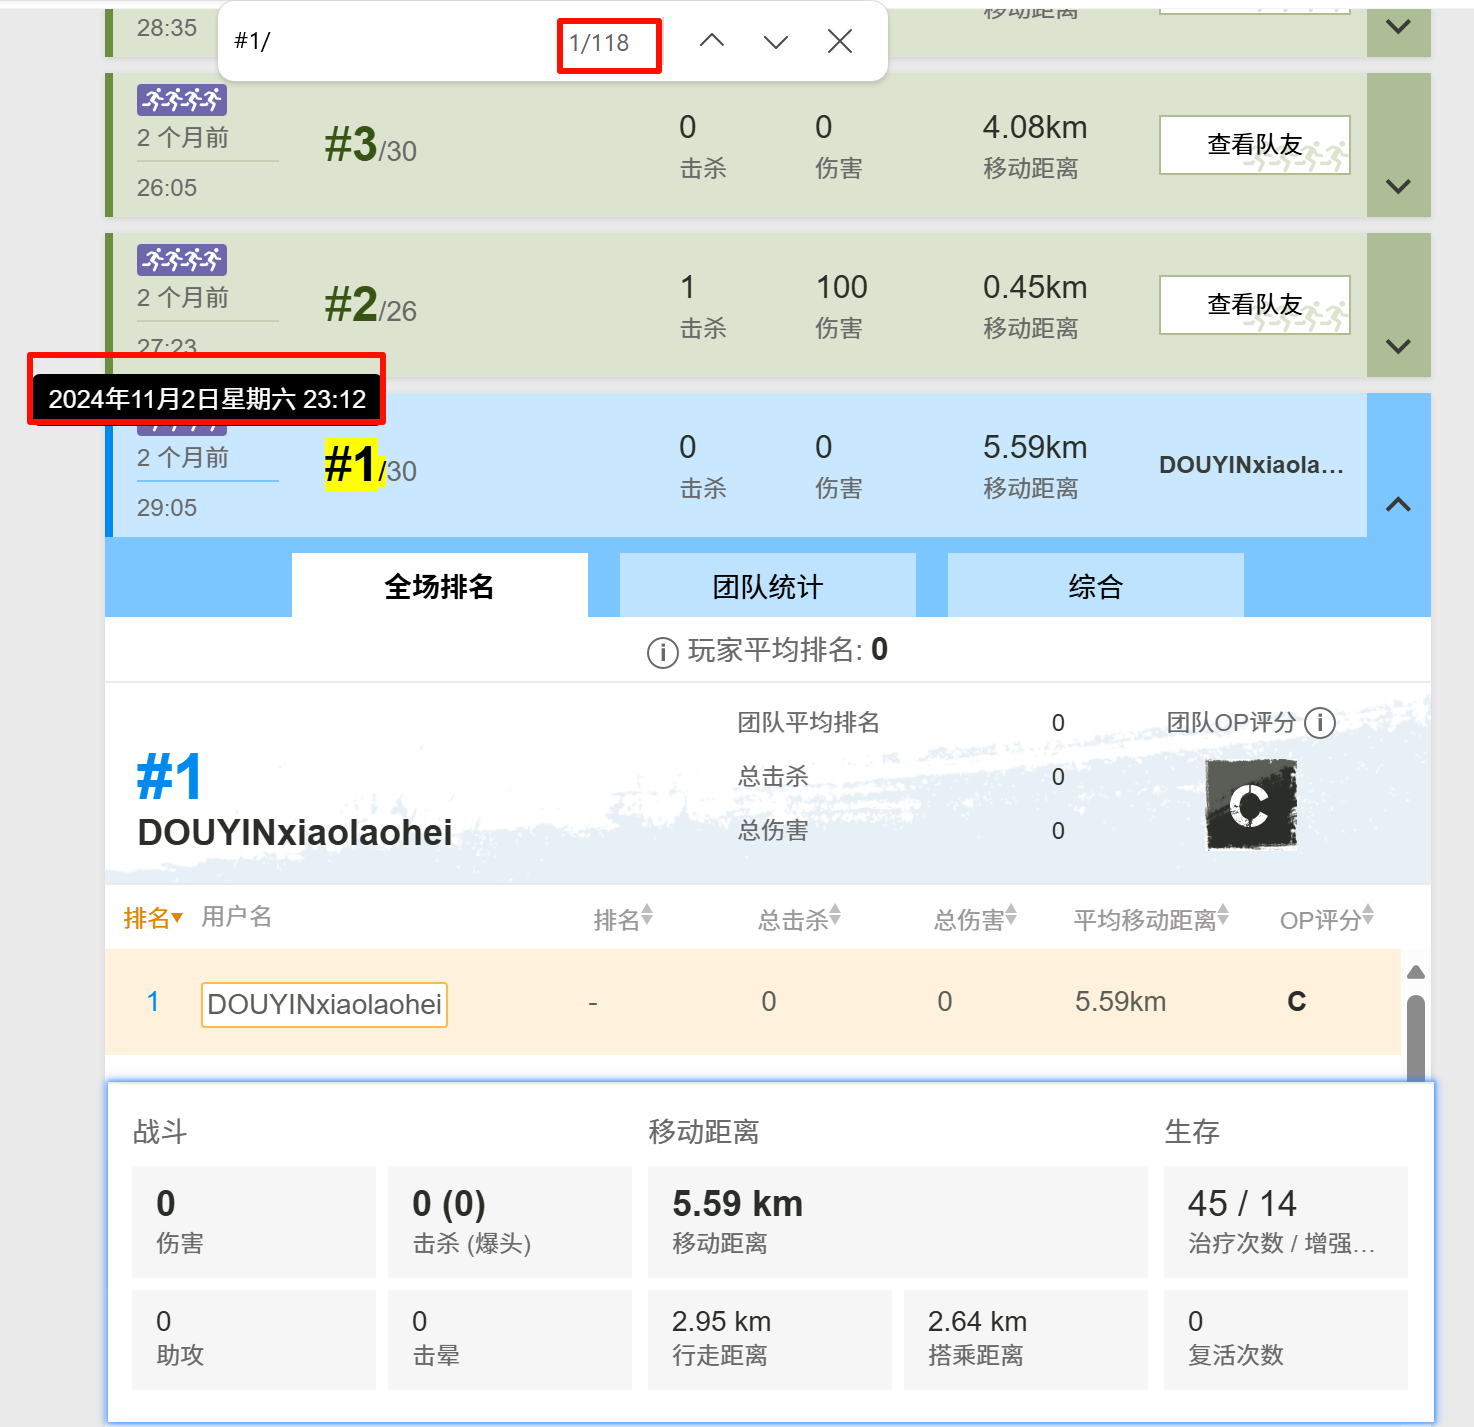 28:35
#1/
1/118
移动距离
2 个月前
26:05
#3/30
0
击杀
0
伤害
4.08km
移动距离
查看队友
2 个月前
27:23
#2/26
1
击杀
100
伤害
0.45km
移动距离
查看队友
2024年11月2日星期六 23:12
2 个月前
29:05
#1/30
0
击杀
0
伤害
5.59km
移动距离
DOUYINxiaola...
全场排名
团队统计
综合
i 玩家平均排名: 0
#1
DOUYINxiaolaohei
团队平均排名 0
总击杀 0
总伤害 0
团队OP评分 i
C
排名 用户名 排名 总击杀 总伤害 平均移动距离 OP评分
1 DOUYINxiaolaohei - 0 0 5.59km C
战斗
0
伤害
0 (0)
击杀 (爆头)
0
助攻
0
击晕
移动距离
5.59 km
移动距离
2.95 km
行走距离
2.64 km
搭乘距离
生存
45 / 14
治疗次数 / 增强...
0
复活次数